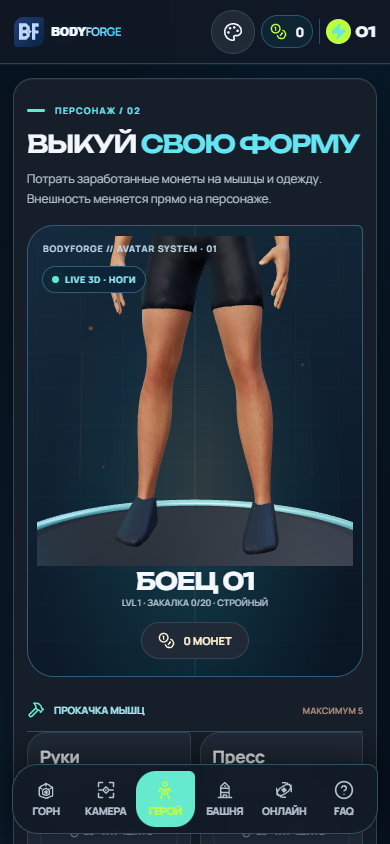 BF BODYFORGE
0
01
ПЕРСОНАЖ / 02
ВЫКУЙ СВОЮ ФОРМУ
Потрать заработанные монеты на мышцы и одежду.
Внешность меняется прямо на персонаже.
BODYFORGE // AVATAR SYSTEM · 01
LIVE 3D · НОГИ
БОЕЦ 01
LVL 1 · ЗАКАЛКА 0/20 · СТРОЙНЫЙ
0 МОНЕТ
ПРОКАЧКА МЫШЦ
МАКСИМУМ 5
Руки
Пресс
ГОРН
КАМЕРА
ГЕРОЙ
БАШНЯ
ОНЛАЙН
FAQ